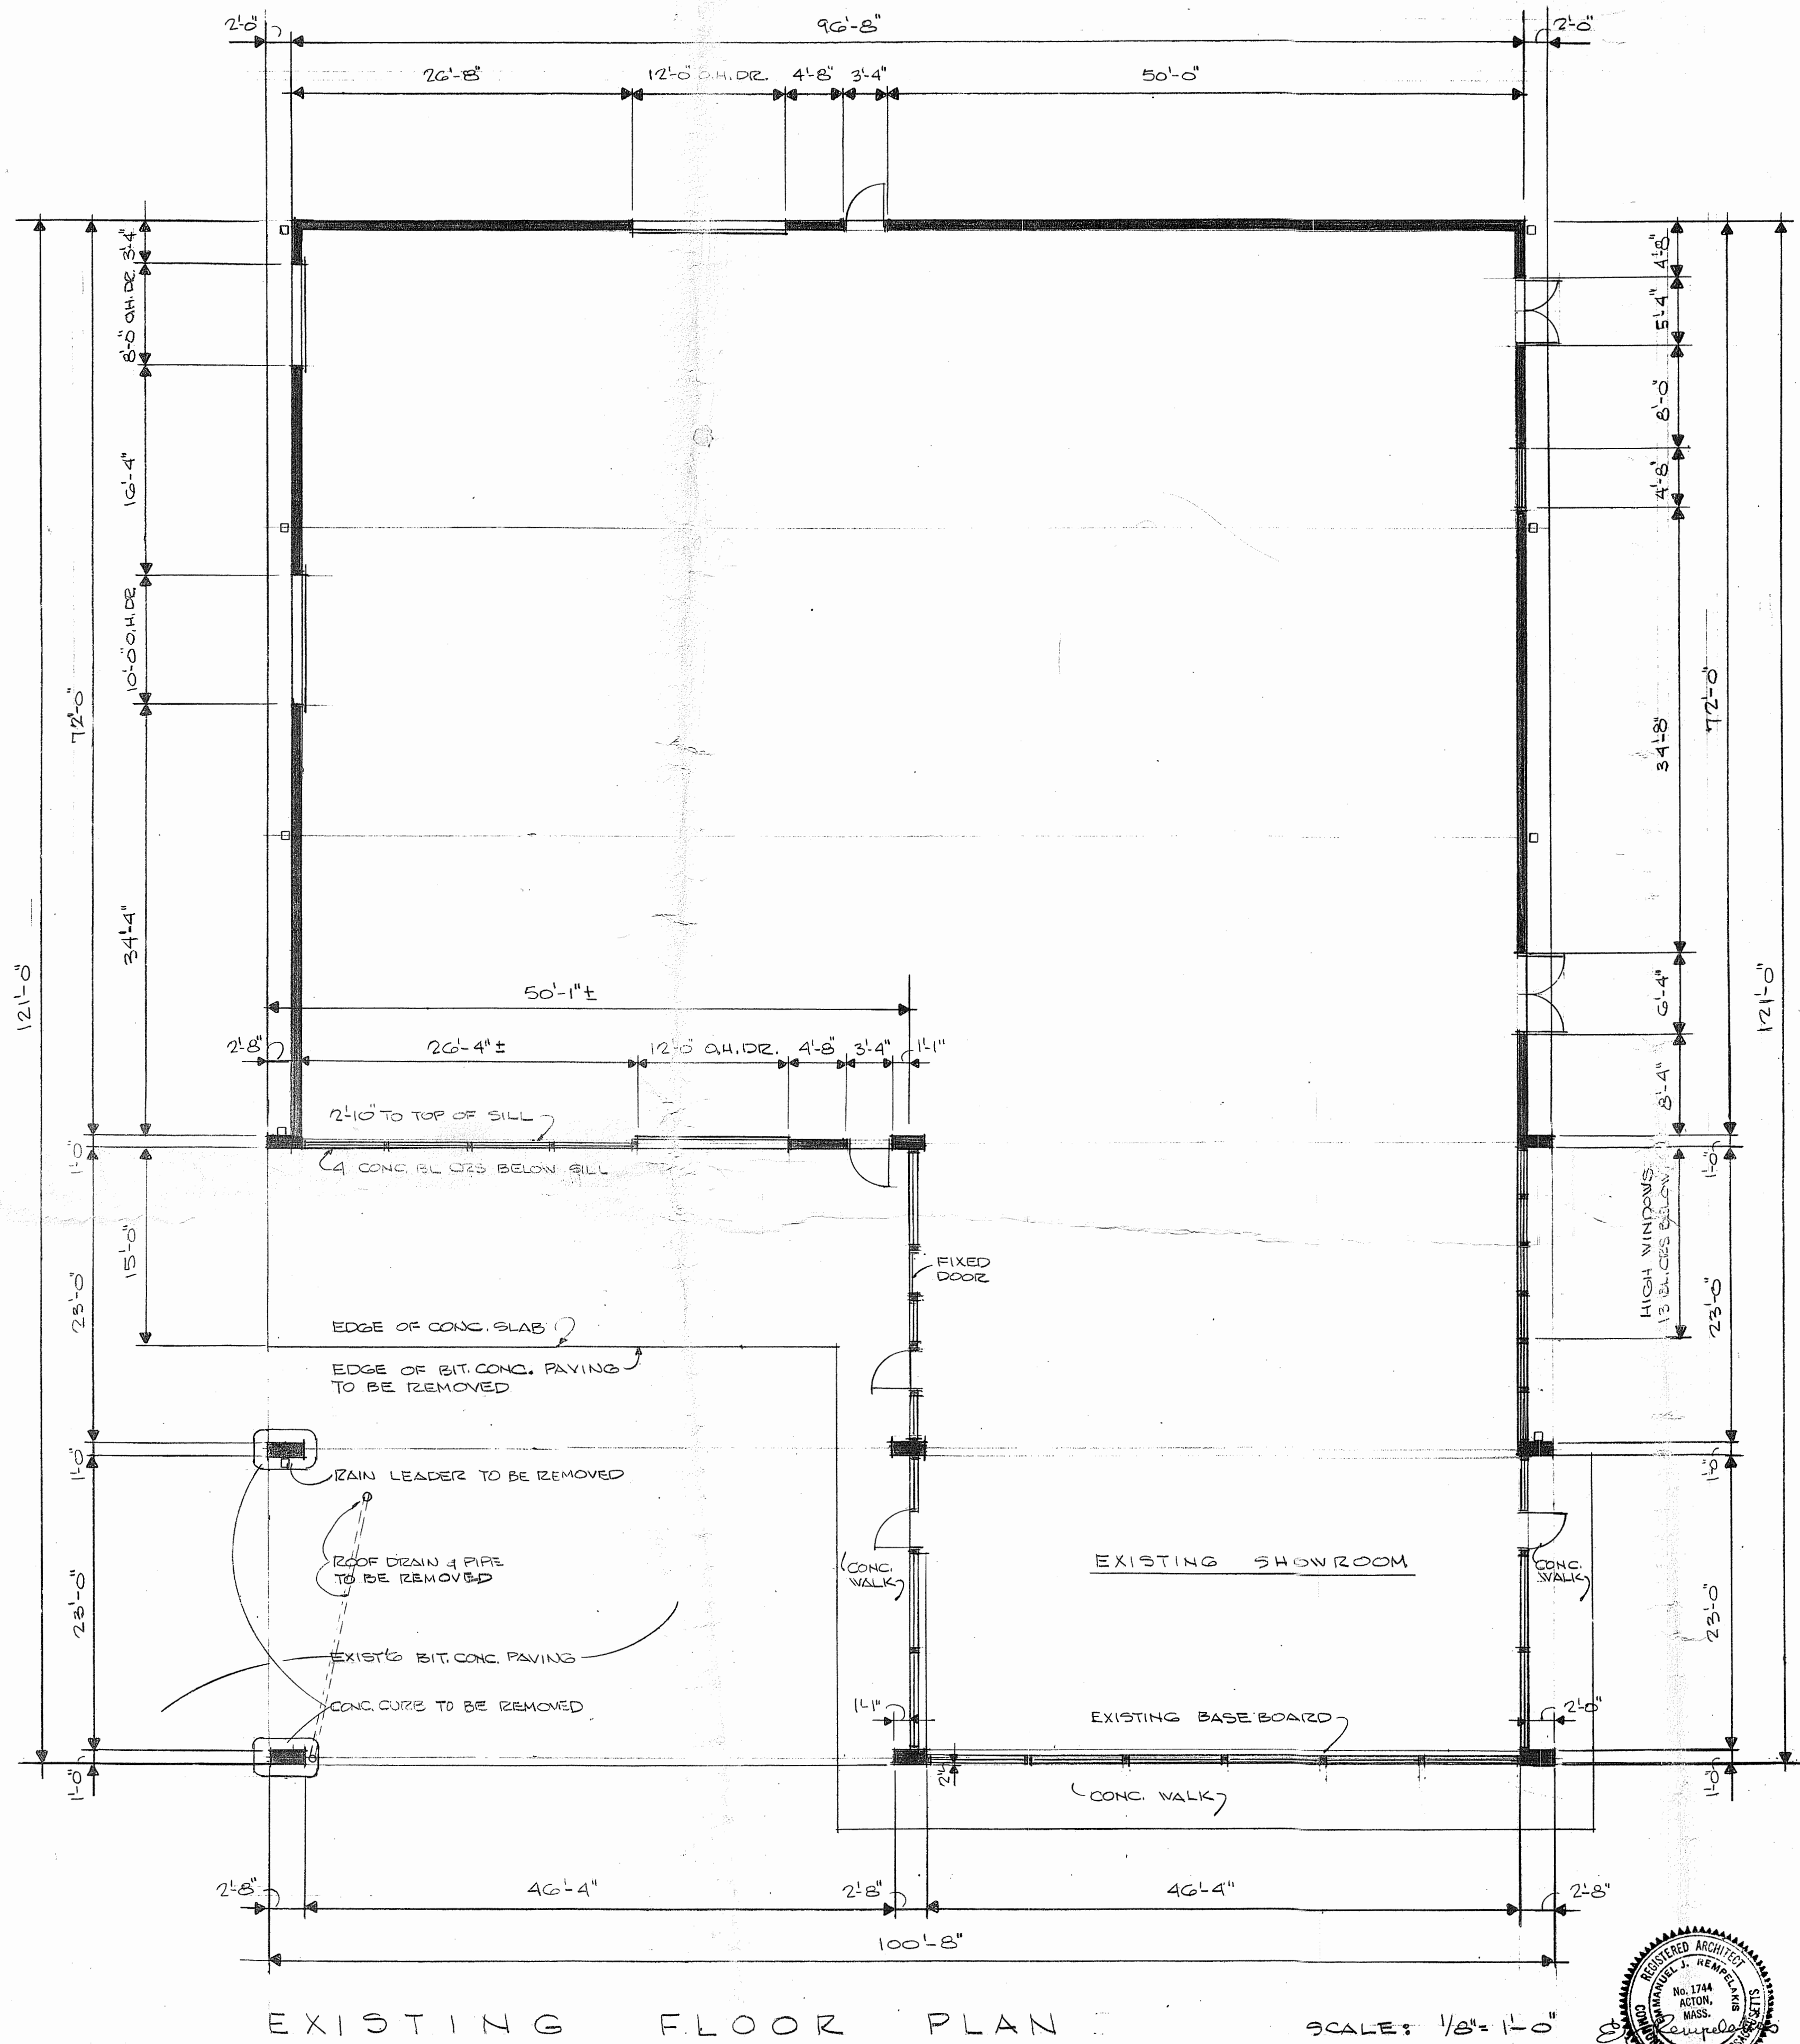 2'-0" 96'-8" 2'-0"
26'-8" 12'-0" O.H.DR. 4'-8" 3'-4" 50'-0"
3'-4"
8'-0" O.H. DR.
16'-4"
10'-0" O.H. DR.
34'-4"
72'-0"
121'-0"
4'-8"
5'-4"
8'-0"
4'-8"
34'-8"
6'-4"
8'-4"
72'-0"
121'-0"
50'-1" ±
2'-8" 26'-4" ± 12'-0" O.H.DR. 4'-8" 3'-4" 1'-1"
2'-10" TO TOP OF SILL
4 CONC. BL CRS BELOW SILL
1'-0"
15'-0"
23'-0"
1'-0"
23'-0"
1'-0"
FIXED
DOOR
HIGH WINDOWS
13 BL. CRS BELOW
1'-0"
23'-0"
1'-0"
23'-0"
1'-0"
EDGE OF CONC. SLAB
EDGE OF BIT. CONC. PAVING
TO BE REMOVED
RAIN LEADER TO BE REMOVED
ROOF DRAIN & PIPE
TO BE REMOVED
EXIST'G BIT. CONC. PAVING
CONC. CURB TO BE REMOVED
CONC.
WALK
EXISTING SHOWROOM
CONC.
WALK
1'-1"
EXISTING BASEBOARD
2'-0"
CONC. WALK
2'-8" 46'-4" 2'-8" 46'-4" 2'-8"
100'-8"
EXISTING FLOOR PLAN
SCALE: 1/8" = 1'-0"
REGISTERED ARCHITECT
EMMANUEL J. REMPELAKIS
No. 1744
ACTON,
MASS.